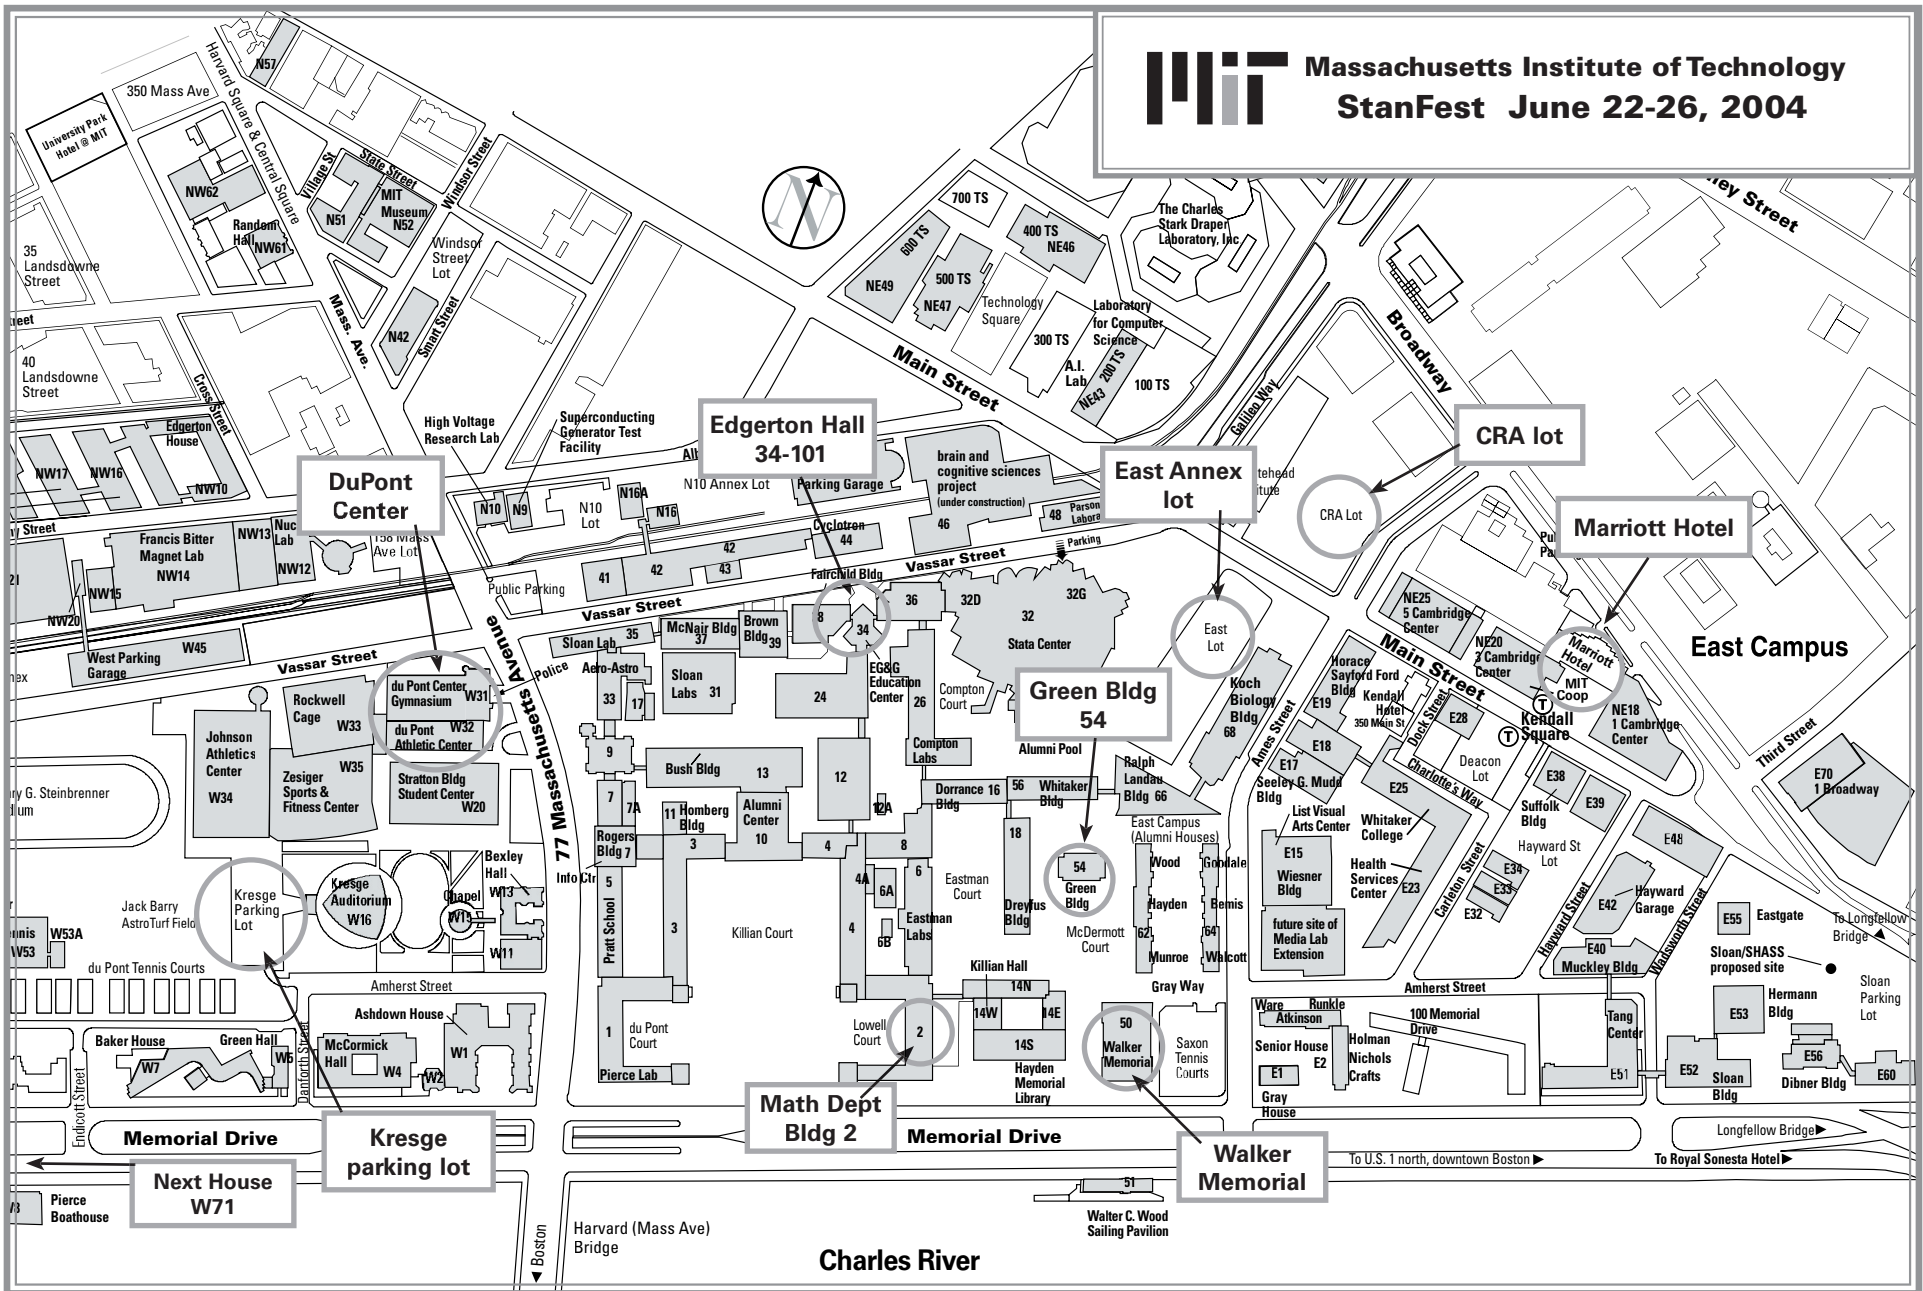 MIT
Massachusetts Institute of Technology
StanFest June 22-26, 2004
N57
350 Mass Ave
Harvard Square & Central Square
University Park
Hotel @ MiT
NW62
Village St
State Street
Windsor Street
N51
MIT
Museum
N52
Random
Hall
NW61
35
Landsdowne
Street
Windsor
Street
Lot
Mass. Ave.
N42
Smart Street
40
Landsdowne
Street
Cross Street
N
700 TS
600 TS
NE49
500 TS
NE47
400 TS
NE46
Technology
Square
The Charles
Stark Draper
Laboratory, Inc.
300 TS
Laboratory
for Computer
Science
A.I.
Lab
200 TS
NE43
100 TS
Main Street
Galileo Way
Broadway
CRA lot
CRA Lot
East Annex
lot
Marriott Hotel
East Campus
Edgerton
House
NW17
NW16
NW10
High Voltage
Research Lab
Superconducting
Generator Test
Facility
Edgerton Hall
34-101
DuPont
Center
N10
N9
N10
Lot
N16A
N16
N10 Annex Lot
Parking Garage
brain and
cognitive sciences
project
(under construction)
46
48
Cyclotron
44
Parking
Francis Bitter
Magnet Lab
NW14
NW13
NW12
NW15
NW20
Public Parking
41
42
42
43
Vassar Street
Vassar Street
Vassar Street
Fairchild Bldg
West Parking
Garage
W45
Sloan Lab
35
McNair Bldg
37
Brown
Bldg
39
34
36
32D
32G
32
Stata Center
East
Lot
NE25
5 Cambridge
Center
NE20
3 Cambridge
Center
Marriott
Hotel
MIT
Coop
T
T
Kendall
Square
NE18
1 Cambridge
Center
Main Street
Third Street
E70
1 Broadway
Police
77 Massachusetts Avenue
Johnson
Athletics
Center
W34
Rockwell
Cage
W33
du Pont Center
Gymnasium
W31
du Pont
Athletic Center
W32
W35
Zesiger
Sports &
Fitness Center
Stratton Bldg
Student Center
W20
Aero-Astro
33
17
Sloan
Labs
31
24
EG&G
Education
Center
26
Compton
Court
Compton
Labs
Green Bldg
54
Alumni Pool
Koch
Biology
Bldg
68
Ames Street
Horace
Sayford Ford
Bldg
E19
Kendall
Hotel
350 Main St
Dock Street
E28
Deacon
Lot
Charlotte's Way
E18
E17
Seeley G. Mudd
Bldg
E25
E38
Suffolk
Bldg
E39
9
Bush Bldg
13
12
12A
7
7A
Rogers
Bldg 7
11
Homberg
Bldg
Alumni
Center
10
3
4
8
Dorrance
Bldg
16
56
Whitaker
Bldg
Ralph
Landau
Bldg 66
East Campus
(Alumni Houses)
List Visual
Arts Center
Whitaker
College
E15
Wiesner
Bldg
Health
Services
Center
E23
Hayward St
Lot
E34
E33
E32
Carleton Street
Hayward Street
Wadsworth Street
E48
Hayward
Garage
E42
E40
Muckley Bldg
E55
Eastgate
To Longfellow
Bridge
Sloan/SHASS
proposed site
Sloan
Parking
Lot
Info Ctr
Bexley
Hall
W13
W11
Kresge
Parking
Lot
Kresge
Auditorium
W16
Chapel
W15
Jack Barry
AstroTurf Field
W53A
W53
du Pont Tennis Courts
5
Pratt School
3
Killian Court
4
4A
6A
6
6B
Eastman
Labs
Eastman
Court
18
Dreyfus
Bldg
54
Green
Bldg
McDermott
Court
Wood
Hayden
62
Munroe
Goodale
Bemis
64
Walcott
Gray Way
future site of
Media Lab
Extension
Amherst Street
Amherst Street
Ashdown House
Baker House
Green Hall
W7
W5
McCormick
Hall
W4
W2
W1
Endicott Street
Danforth Street
1
du Pont
Court
Pierce Lab
Lowell
Court
2
Killian Hall
14N
14W
14E
14S
Hayden
Memorial
Library
50
Walker
Memorial
Saxon
Tennis
Courts
Ware
Runkle
Atkinson
Senior House
E2
Holman
Nichols
Crafts
E1
Gray
House
100 Memorial
Drive
Tang
Center
E51
E53
Hermann
Bldg
E52
Sloan
Bldg
E56
Dibner Bldg
E60
Memorial Drive
Kresge
parking lot
Math Dept
Bldg 2
Memorial Drive
Walker
Memorial
Longfellow Bridge
To U.S. 1 north, downtown Boston
To Royal Sonesta Hotel
Next House
W71
Pierce
Boathouse
Boston
Harvard (Mass Ave)
Bridge
51
Walter C. Wood
Sailing Pavilion
Charles River